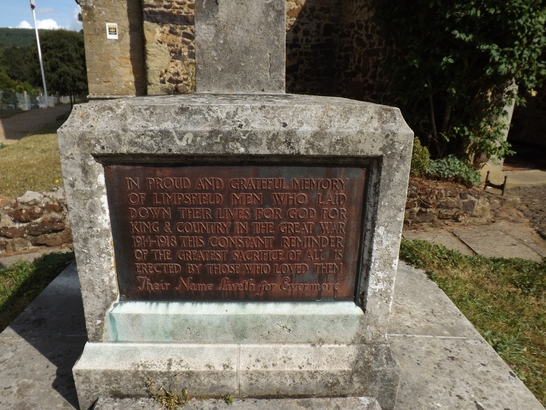 IN PROUD AND GRATEFUL MEMORY
OF LIMPSFIELD MEN WHO LAID
DOWN THEIR LIVES FOR GOD FOR
KING & COUNTRY IN THE GREAT WAR
1914-1918 THIS CONSTANT REMINDER
OF THE GREATEST SACRIFICE OF ALL IS
ERECTED BY THOSE WHO LOVED THEM
Their Name Liveth for Evermore